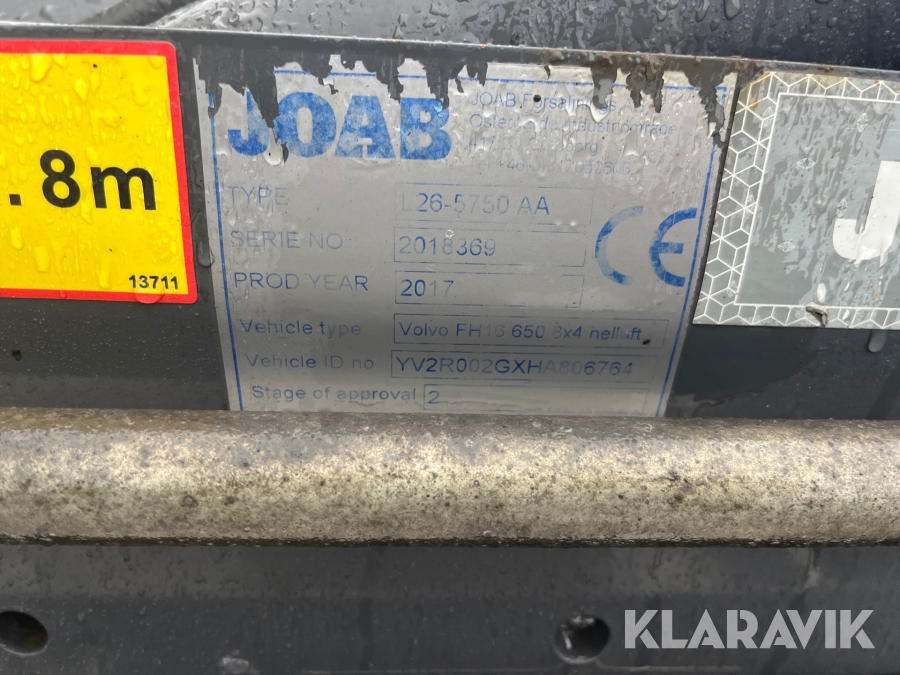 .8m
13711
JOAB
TYPE L26-5750 AA
SERIE NO 2018369
PROD YEAR 2017
Vehicle type Volvo FH16 650 8x4 helluft
Vehicle ID no YV2R002GXHA806764
Stage of approval 2
CE
J
KLARAVIK